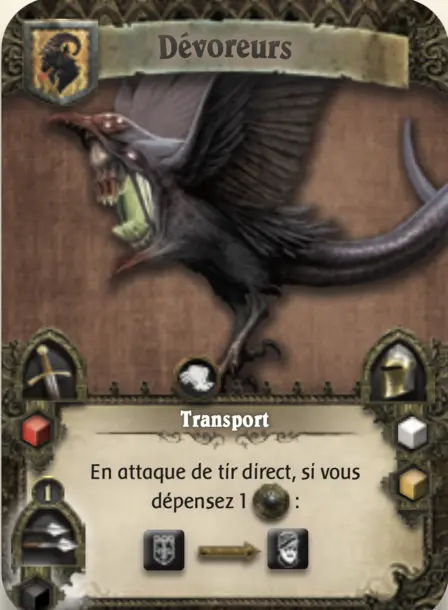 Dévoreurs
Transport
1
En attaque de tir direct, si vous
dépensez 1 :